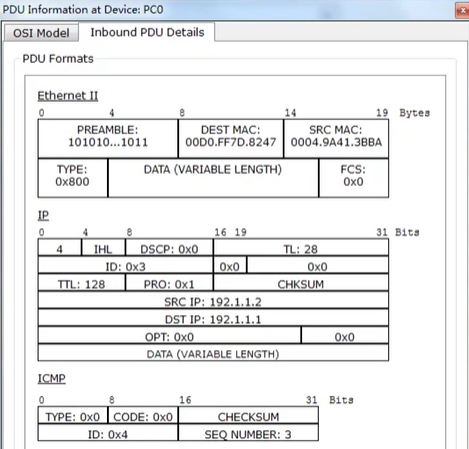 PDU Information at Device: PC0
OSI Model Inbound PDU Details
PDU Formats
Ethernet II
0 4 8 14 19 Bytes
PREAMBLE: DEST MAC: SRC MAC:
101010...1011 00D0.FF7D.8247 0004.9A41.3BBA
TYPE: DATA (VARIABLE LENGTH) FCS:
0x800 0x0
IP
0 4 8 16 19 31 Bits
4 IHL DSCP: 0x0 TL: 28
ID: 0x3 0x0 0x0
TTL: 128 PRO: 0x1 CHKSUM
SRC IP: 192.1.1.2
DST IP: 192.1.1.1
OPT: 0x0 0x0
DATA (VARIABLE LENGTH)
ICMP
0 8 16 31 Bits
TYPE: 0x0 CODE: 0x0 CHECKSUM
ID: 0x4 SEQ NUMBER: 3